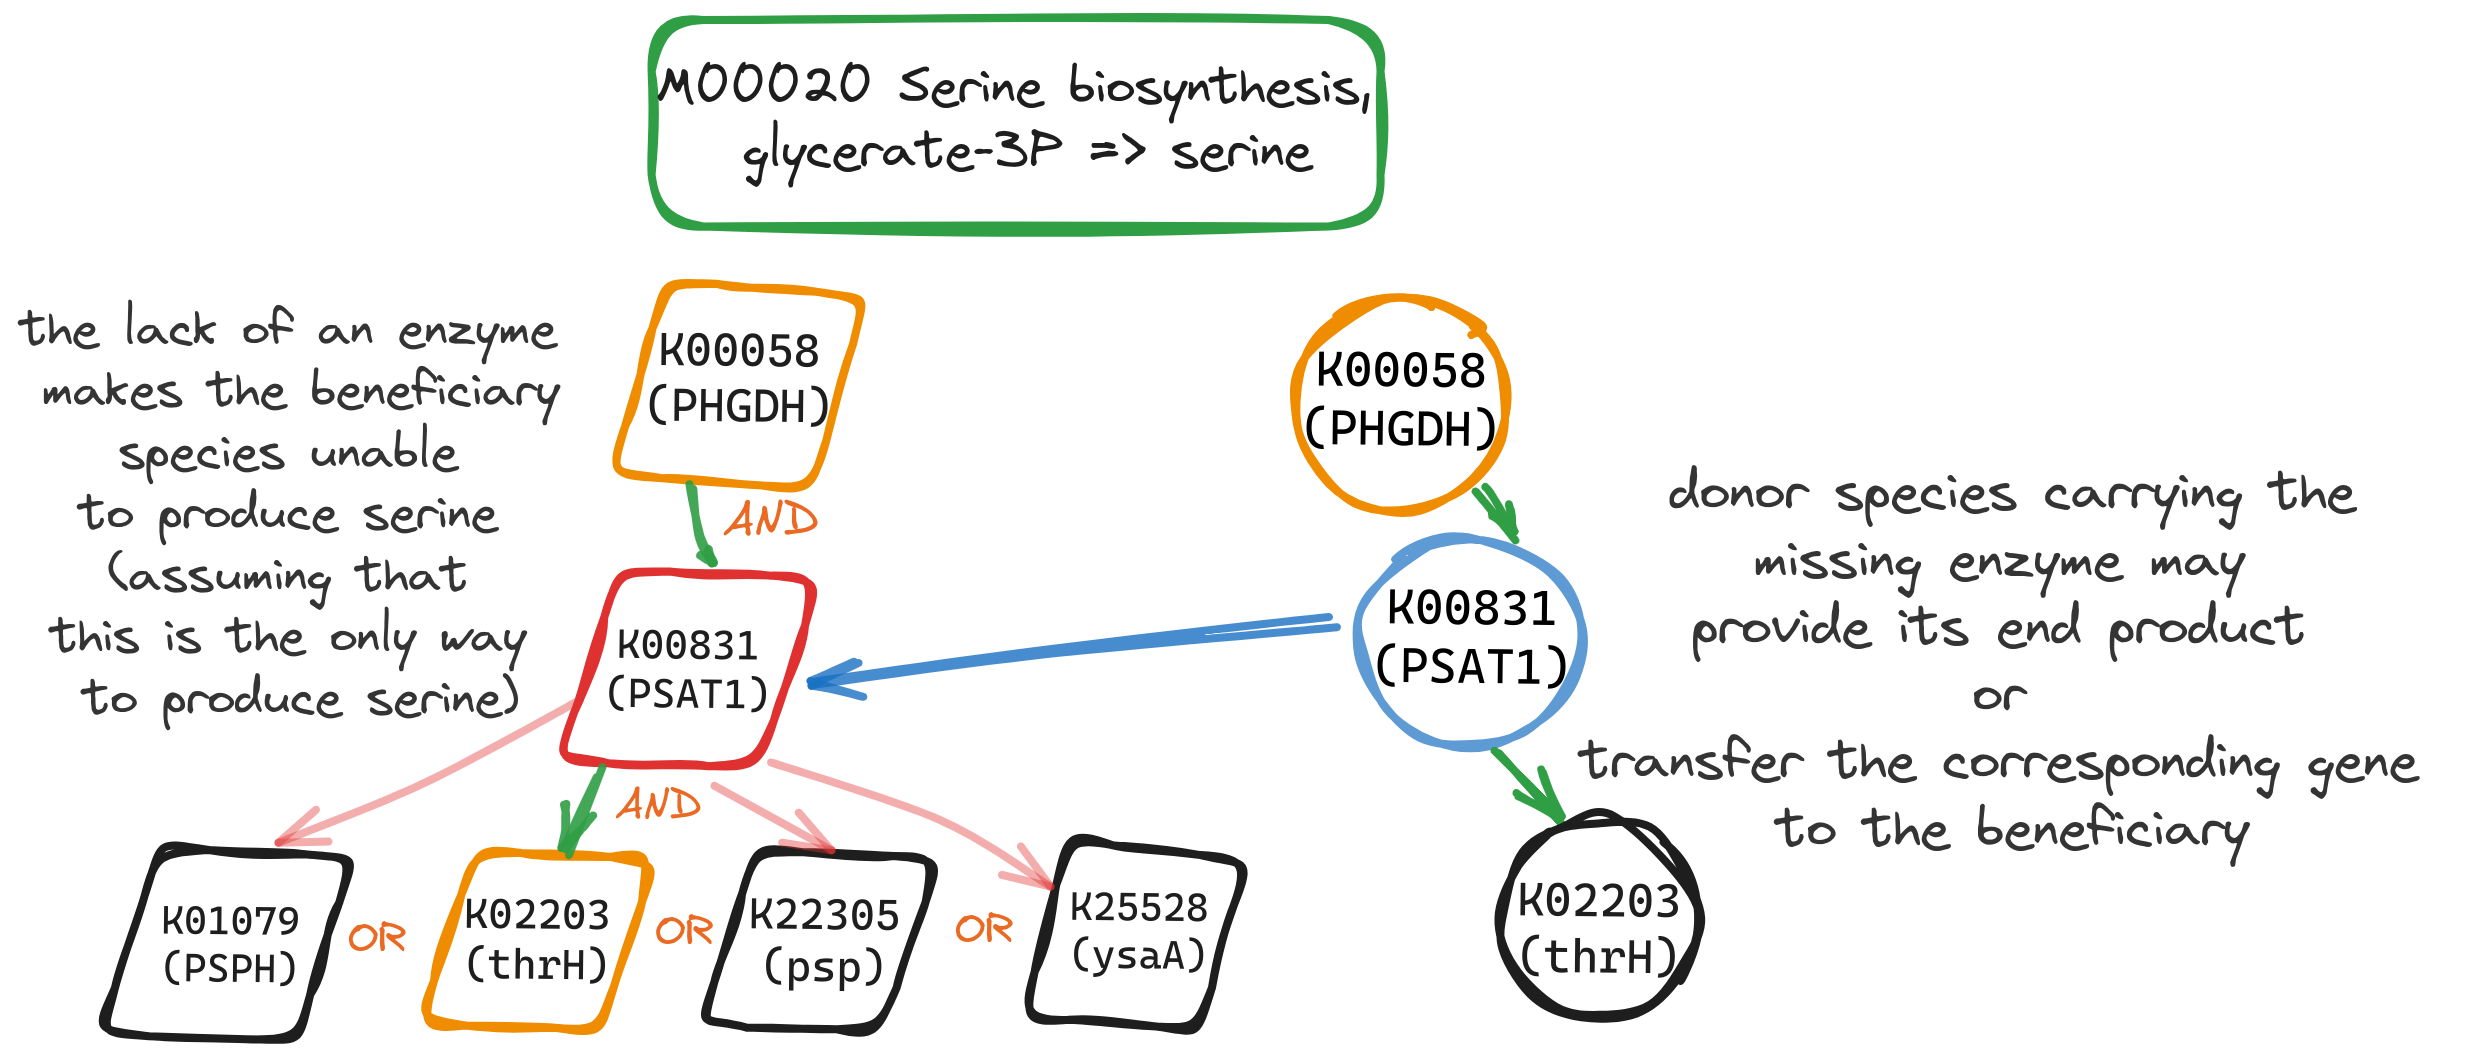 M00020 Serine biosynthesis,
glycerate-3P => serine
the lack of an enzyme
makes the beneficiary
species unable
to produce serine
(assuming that
this is the only way
to produce serine)
K00058
(PHGDH)
AND
K00831
(PSAT1)
AND
K01079
(PSPH)
OR
K02203
(thrH)
OR
K22305
(psp)
OR
K25528
(ysaA)
K00058
(PHGDH)
K00831
(PSAT1)
K02203
(thrH)
donor species carrying the
missing enzyme may
provide its end product
or
transfer the corresponding gene
to the beneficiary